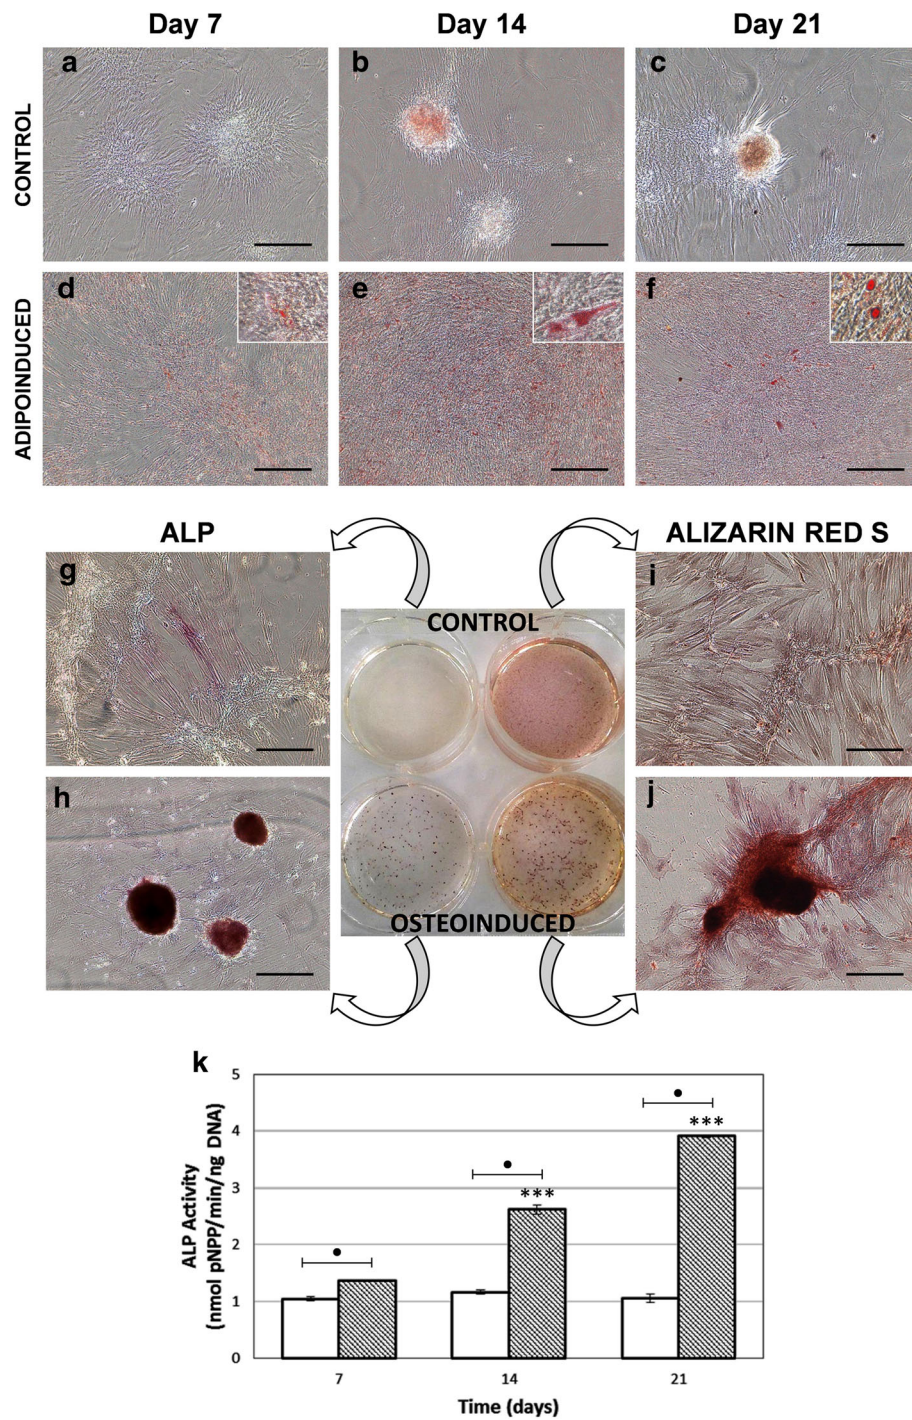 Day 7 Day 14 Day 21
a b c
CONTROL
d e f
ADIPOINDUCED
ALP ALIZARIN RED S
g i
CONTROL
h j
OSTEOINDUCED
k
ALP Activity
(nmol pNPP/min/ng DNA)
5
4
3
2
1
0
***
***
7 14 21
Time (days)